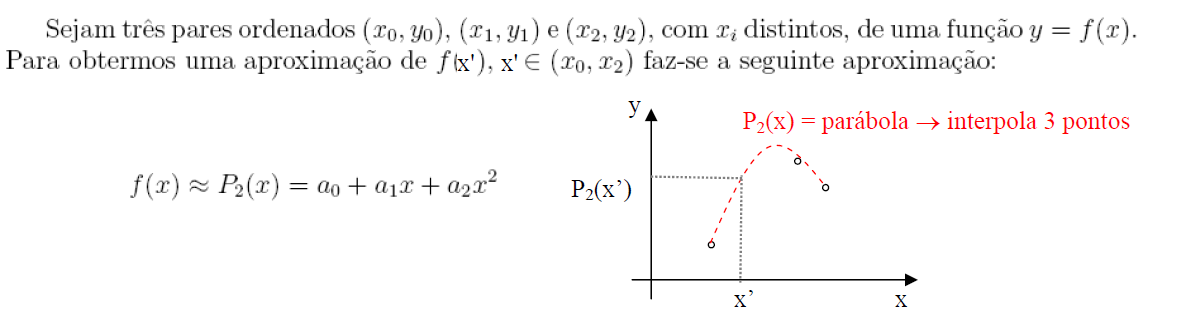 Sejam três pares ordenados (x₀, y₀), (x₁, y₁) e (x₂, y₂), com xᵢ distintos, de uma função y = f(x).
Para obtermos uma aproximação de f(x'), x' ∈ (x₀, x₂) faz-se a seguinte aproximação:
y
P₂(x) = parábola → interpola 3 pontos
f(x) ≈ P₂(x) = a₀ + a₁x + a₂x²
P₂(x’)
x’
x